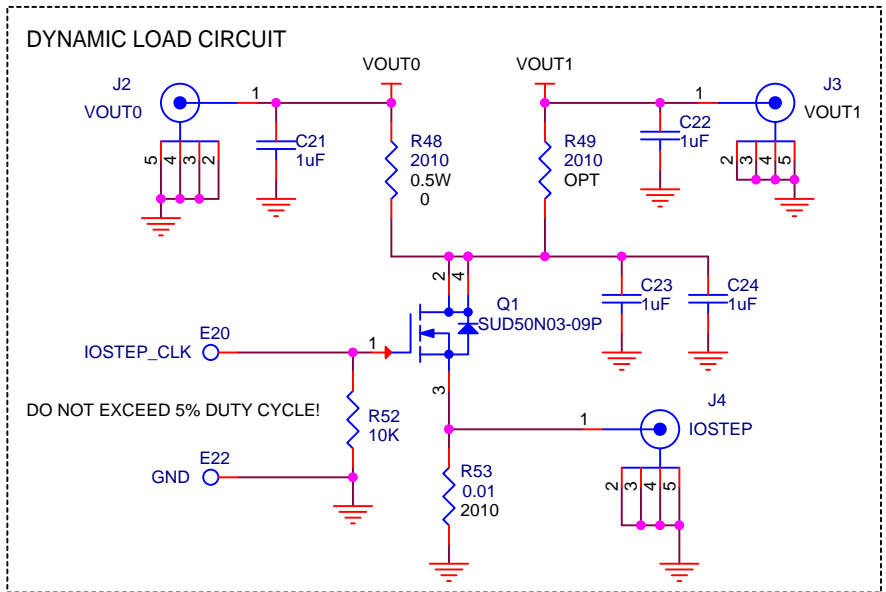 DYNAMIC LOAD CIRCUIT
J2
VOUT0
1
5
4
3
2
C21
1uF
VOUT0
R48
2010
0.5W
0
VOUT1
R49
2010
OPT
C22
1uF
1
J3
VOUT1
2
3
4
5
2
4
Q1
SUD50N03-09P
C23
1uF
C24
1uF
E20
IOSTEP_CLK
1
3
DO NOT EXCEED 5% DUTY CYCLE!
R52
10K
E22
GND
R53
0.01
2010
1
J4
IOSTEP
2
3
4
5